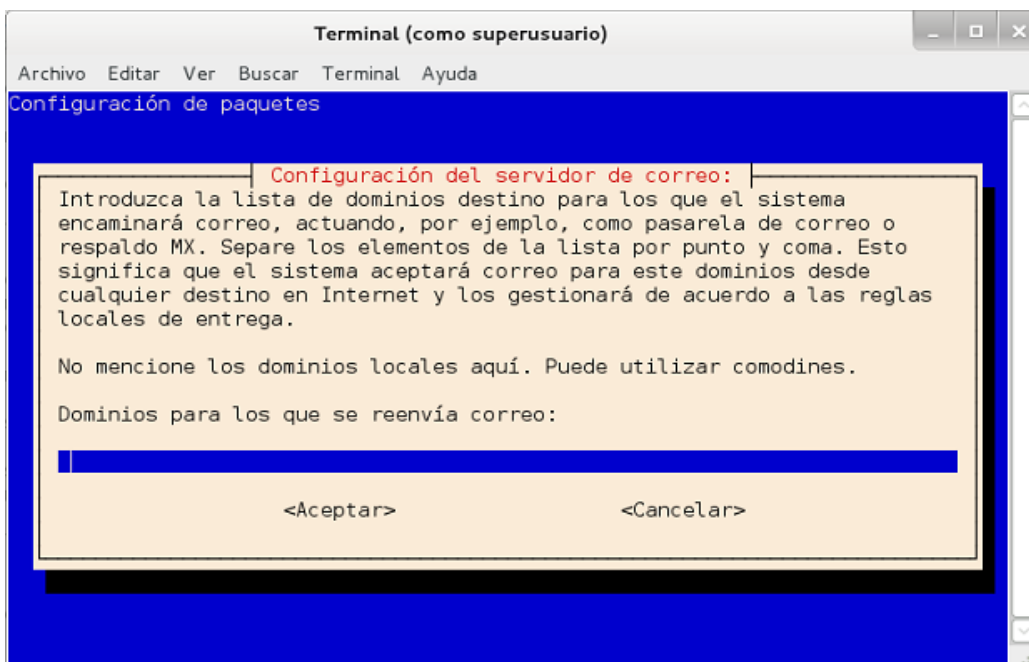 Terminal (como superusuario)
Archivo Editar Ver Buscar Terminal Ayuda
Configuración de paquetes
Configuración del servidor de correo:
Introduzca la lista de dominios destino para los que el sistema
encaminará correo, actuando, por ejemplo, como pasarela de correo o
respaldo MX. Separe los elementos de la lista por punto y coma. Esto
significa que el sistema aceptará correo para este dominios desde
cualquier destino en Internet y los gestionará de acuerdo a las reglas
locales de entrega.
No mencione los dominios locales aquí. Puede utilizar comodines.
Dominios para los que se reenvía correo:
<Aceptar> <Cancelar>